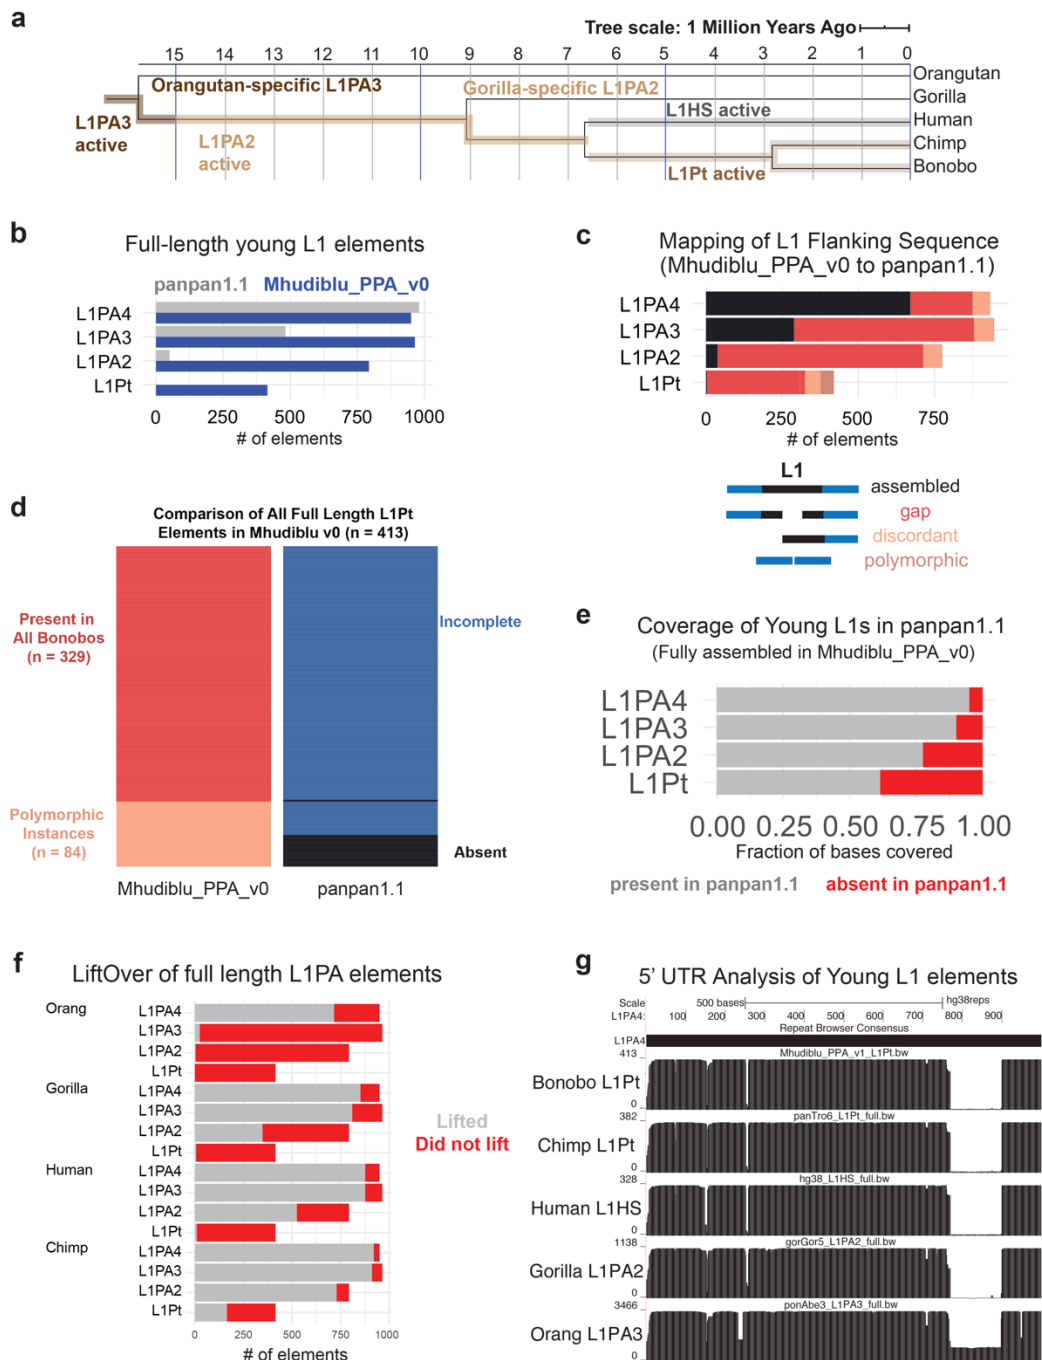 a
Tree scale: 1 Million Years Ago
15 14 13 12 11 10 9 8 7 6 5 4 3 2 1 0
Orangutan
Orangutan-specific L1PA3
Gorilla-specific L1PA2
Gorilla
L1HS active
Human
L1PA3
active
L1PA2
active
Chimp
L1Pt active
Bonobo
b
Full-length young L1 elements
panpan1.1 Mhudiblu_PPA_v0
L1PA4
L1PA3
L1PA2
L1Pt
0 250 500 750 1000
# of elements
c
Mapping of L1 Flanking Sequence
(Mhudiblu_PPA_v0 to panpan1.1)
L1PA4
L1PA3
L1PA2
L1Pt
0 250 500 750
# of elements
L1
assembled
gap
discordant
polymorphic
d
Comparison of All Full Length L1Pt
Elements in Mhudiblu v0 (n = 413)
Present in
All Bonobos
(n = 329)
Incomplete
Polymorphic
Instances
(n = 84)
Absent
Mhudiblu_PPA_v0 panpan1.1
e
Coverage of Young L1s in panpan1.1
(Fully assembled in Mhudiblu_PPA_v0)
L1PA4
L1PA3
L1PA2
L1Pt
0.00 0.25 0.50 0.75 1.00
Fraction of bases covered
present in panpan1.1 absent in panpan1.1
f
LiftOver of full length L1PA elements
Orang
L1PA4
L1PA3
L1PA2
L1Pt
Gorilla
L1PA4
L1PA3
L1PA2
L1Pt
Human
L1PA4
L1PA3
L1PA2
L1Pt
Chimp
L1PA4
L1PA3
L1PA2
L1Pt
Lifted
Did not lift
0 250 500 750 1000
# of elements
g
5' UTR Analysis of Young L1 elements
Scale 500 bases hg38reps
L1PA4: 100 200 300 400 500 600 700 800 900
Repeat Browser Consensus
L1PA4
Mhudiblu_PPA_v1_L1Pt.bw
413
Bonobo L1Pt
0
panTro6_L1Pt_full.bw
382
Chimp L1Pt
0
hg38_L1HS_full.bw
328
Human L1HS
0
gorGor5_L1PA2_full.bw
1138
Gorilla L1PA2
0
ponAbe3_L1PA3_full.bw
3466
Orang L1PA3
0